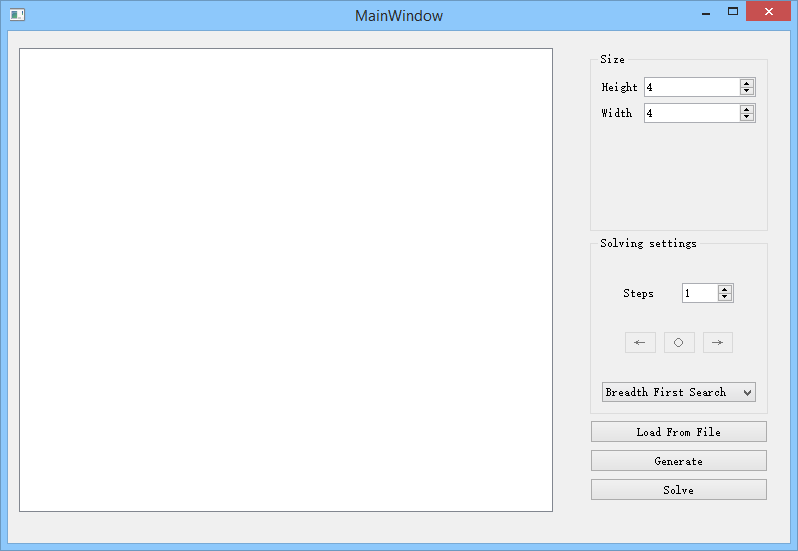 MainWindow
Size
Height 4
Width 4
Solving settings
Steps 1
← ○ →
Breadth First Search
Load From File
Generate
Solve